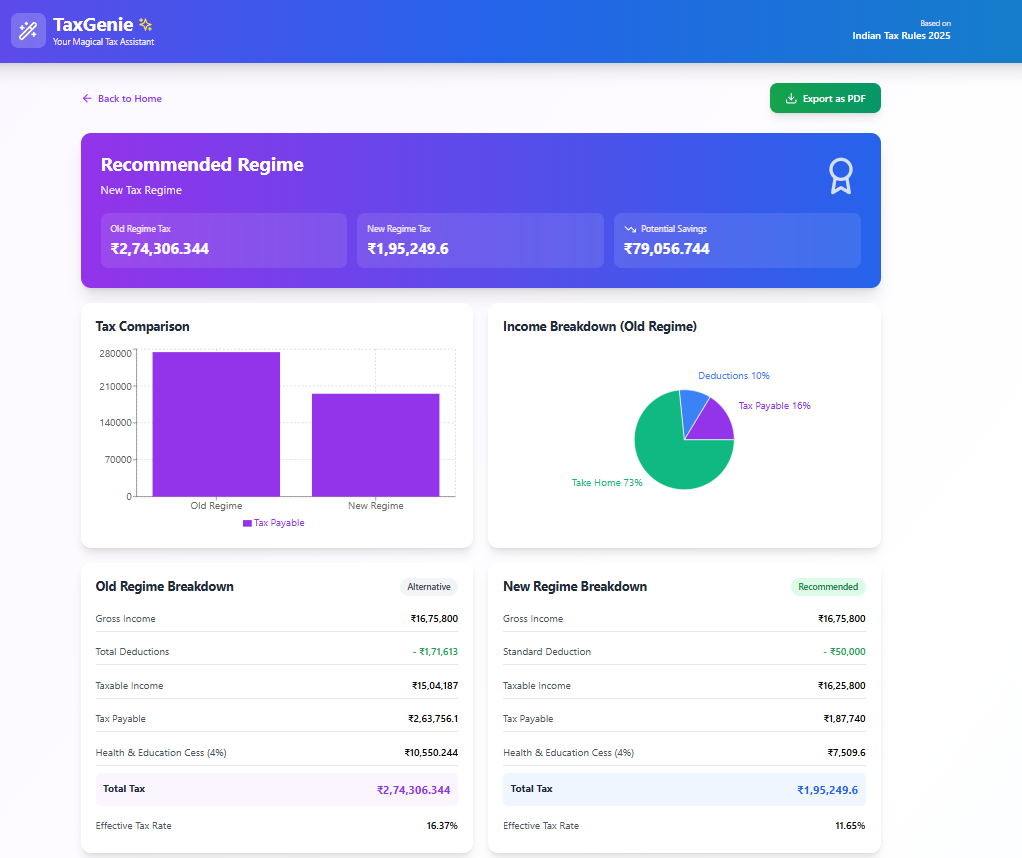 TaxGenie ✨
Your Magical Tax Assistant
Based on
Indian Tax Rules 2025
← Back to Home
Export as PDF
Recommended Regime
New Tax Regime
Old Regime Tax
₹2,74,306.344
New Regime Tax
₹1,95,249.6
Potential Savings
₹79,056.744
Tax Comparison
280000
210000
140000
70000
0
Old Regime
New Regime
Tax Payable
Income Breakdown (Old Regime)
Deductions 10%
Tax Payable 16%
Take Home 73%
Old Regime Breakdown
Alternative
Gross Income ₹16,75,800
Total Deductions - ₹1,71,613
Taxable Income ₹15,04,187
Tax Payable ₹2,63,756.1
Health & Education Cess (4%) ₹10,550.244
Total Tax ₹2,74,306.344
Effective Tax Rate 16.37%
New Regime Breakdown
Recommended
Gross Income ₹16,75,800
Standard Deduction - ₹50,000
Taxable Income ₹16,25,800
Tax Payable ₹1,87,740
Health & Education Cess (4%) ₹7,509.6
Total Tax ₹1,95,249.6
Effective Tax Rate 11.65%